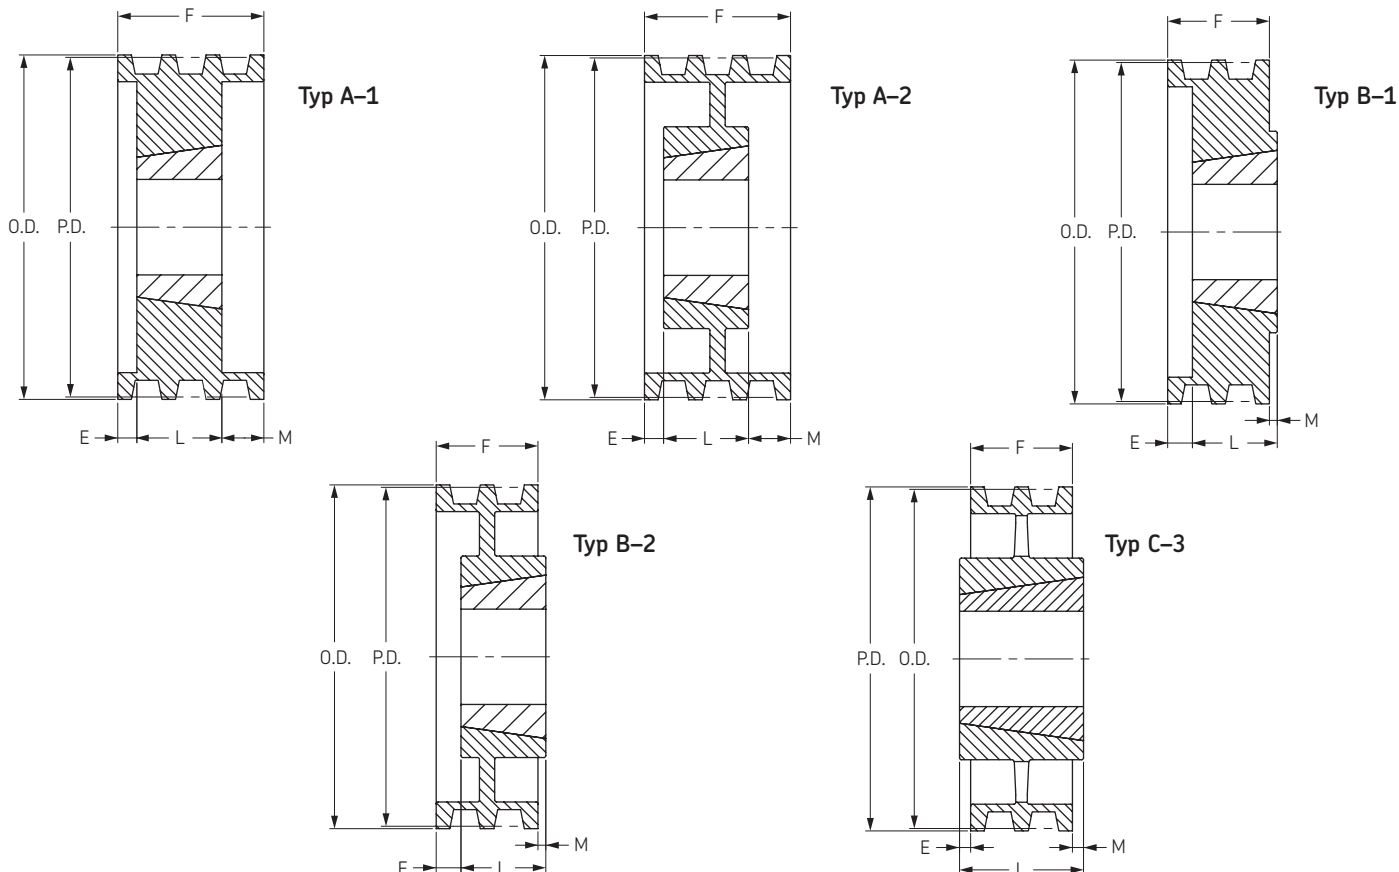 F
Typ A–1
O.D.
P.D.
E
L
M
F
Typ A–2
O.D.
P.D.
E
L
M
F
Typ B–1
O.D.
P.D.
E
L
M
F
Typ B–2
O.D.
P.D.
E
L
M
F
Typ C–3
P.D.
O.D.
E
L
M